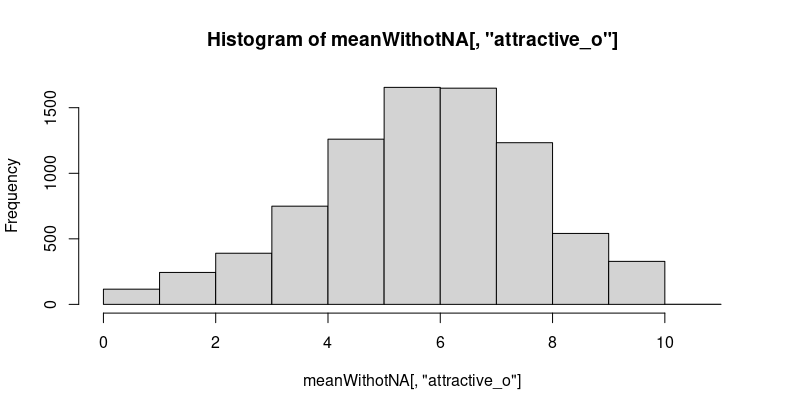 Histogram of meanWithotNA[, "attractive_o"]
Frequency
1500
1000
500
0
0 2 4 6 8 10
meanWithotNA[, "attractive_o"]